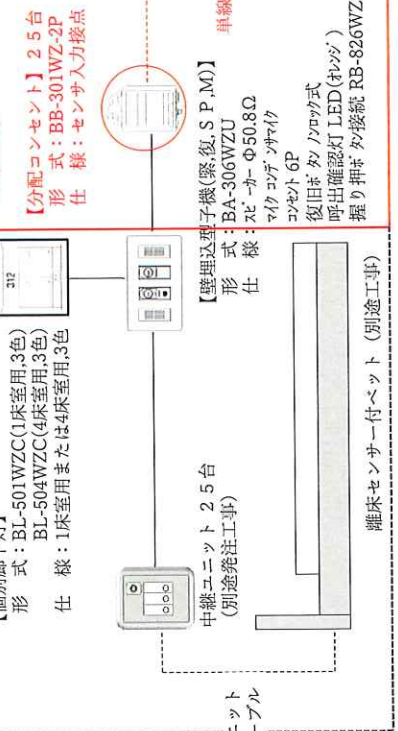 【個別廊下灯】
形 式：BL-501WZC(1床室用,3色)
BL-504WZC(4床室用,3色)
仕 様：1床室用または4床室用,3色
312
【分配コンセント】25台
形 式：BB-301WZ-2P
仕 様：センサ入力接点
単線
中継ユニット 25台
(別途発注工事)
【壁埋込型子機(緊,復,SP,M)】
形 式：BA-306WZU
仕 様：スピーカー Φ50.8Ω
マイク コンデンサマイク
コンセント 6P
復旧ボタン ノンロック式
呼出確認灯 LED(オレンジ)
握り押ボタン接続 RB-826WZ
ニット
ーブル
離床センサー付ベット（別途工事）